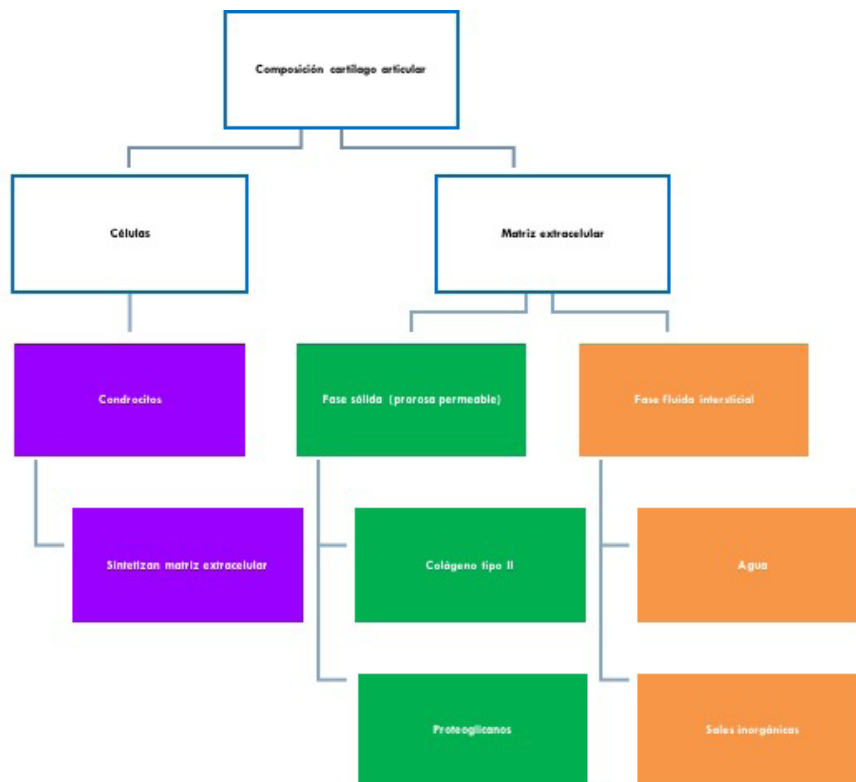 Composición cartílago articular
Células
Matriz extracelular
Condrocitos
Fase sólida (prorosa permeable)
Fase fluida intersticial
Sintetizan matriz extracelular
Colágeno tipo II
Agua
Proteoglicanos
Sales inorgánicas